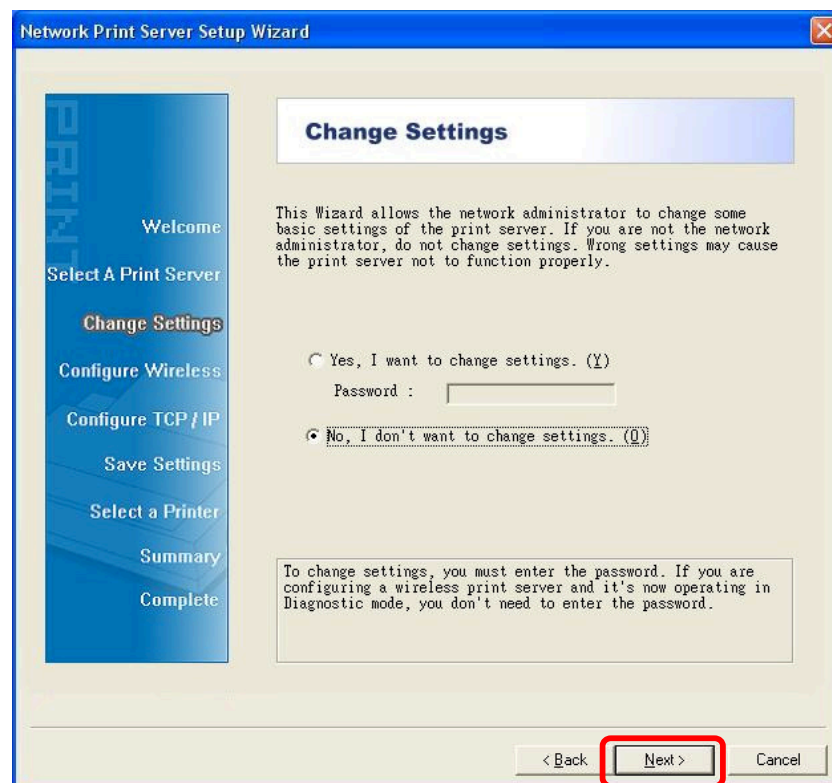 Network Print Server Setup Wizard
PRINT
Welcome
Select A Print Server
Change Settings
Configure Wireless
Configure TCP / IP
Save Settings
Select a Printer
Summary
Complete
Change Settings
This Wizard allows the network administrator to change some
basic settings of the print server. If you are not the network
administrator, do not change settings. Wrong settings may cause
the print server not to function properly.
Yes, I want to change settings. (Y)
Password :
No, I don't want to change settings. (O)
To change settings, you must enter the password. If you are
configuring a wireless print server and it's now operating in
Diagnostic mode, you don't need to enter the password.
< Back Next > Cancel